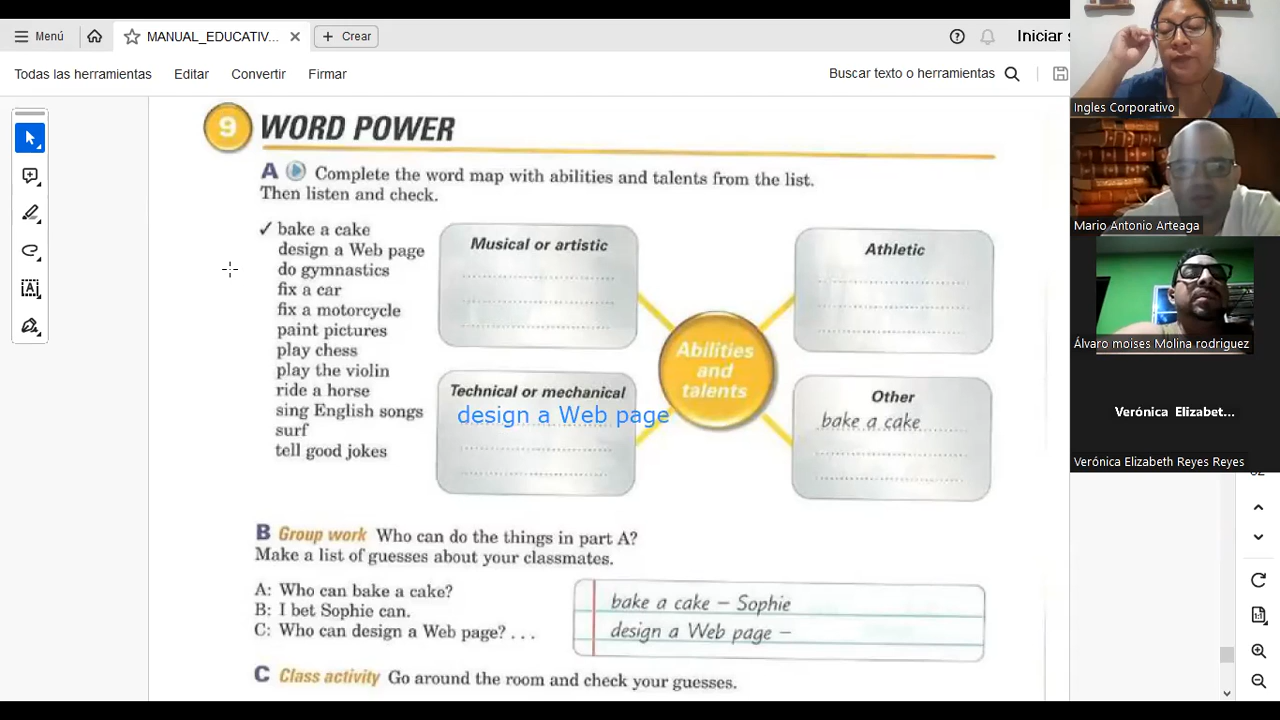 Menú
MANUAL_EDUCATIV...
Crear
Iniciar s
Todas las herramientas
Editar
Convertir
Firmar
Buscar texto o herramientas
9 WORD POWER
A Complete the word map with abilities and talents from the list.
Then listen and check.
✓ bake a cake
design a Web page
do gymnastics
fix a car
fix a motorcycle
paint pictures
play chess
play the violin
ride a horse
sing English songs
surf
tell good jokes
Musical or artistic
Athletic
Abilities
and
talents
Technical or mechanical
design a Web page
Other
bake a cake
B Group work Who can do the things in part A?
Make a list of guesses about your classmates.
A: Who can bake a cake?
B: I bet Sophie can.
C: Who can design a Web page? . . .
bake a cake – Sophie
design a Web page –
C Class activity Go around the room and check your guesses.
Ingles Corporativo
Mario Antonio Arteaga
Álvaro moises Molina rodriguez
Verónica Elizabet...
Verónica Elizabeth Reyes Reyes
1:1